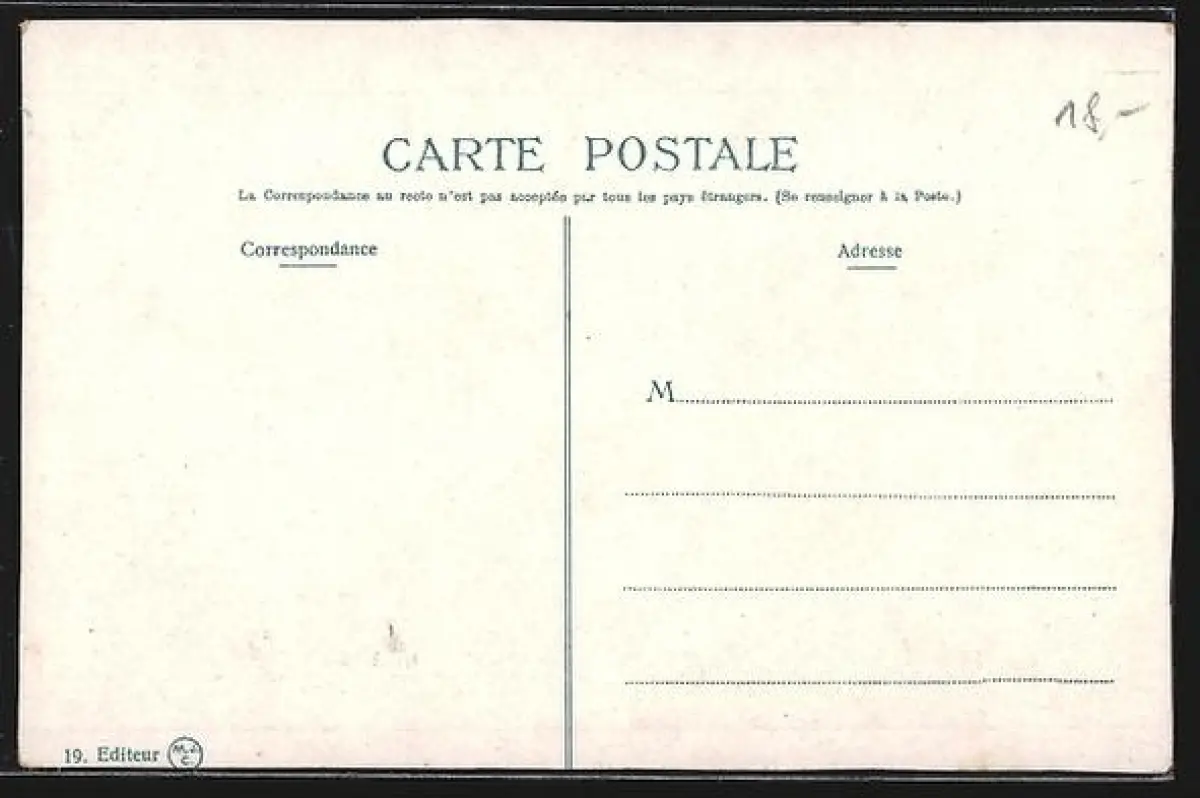 18,-
CARTE POSTALE
La Correspondance au recto n'est pas acceptée par tous les pays étrangers. (Se renseigner à la Poste.)
Correspondance
Adresse
M
19. Editeur